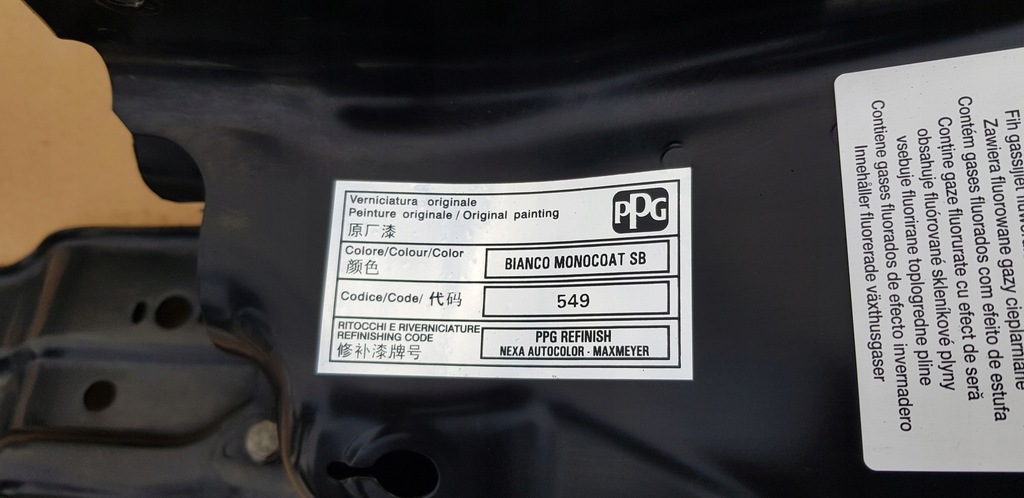 Verniciatura originale
Peinture originale / Original painting
原厂漆
PPG
Colore/Colour/Color
颜色
BIANCO MONOCOAT SB
Codice/Code/ 代码
549
RITOCCHI E RIVERNICIATURE
REFINISHING CODE
修补漆牌号
PPG REFINISH
NEXA AUTOCOLOR - MAXMEYER
Fih gassijiet
Zawiera fluorowane gazy cieplarniane
Contém gases fluorados com efeito de estufa
Conține gaze fluorurate cu efect de seră
obsahuje fluórované skleníkové plyny
vsebuje fluorirane toplogredne pline
Contiene gases fluorados de efecto invernadero
Innehåller fluorerade växthusgaser